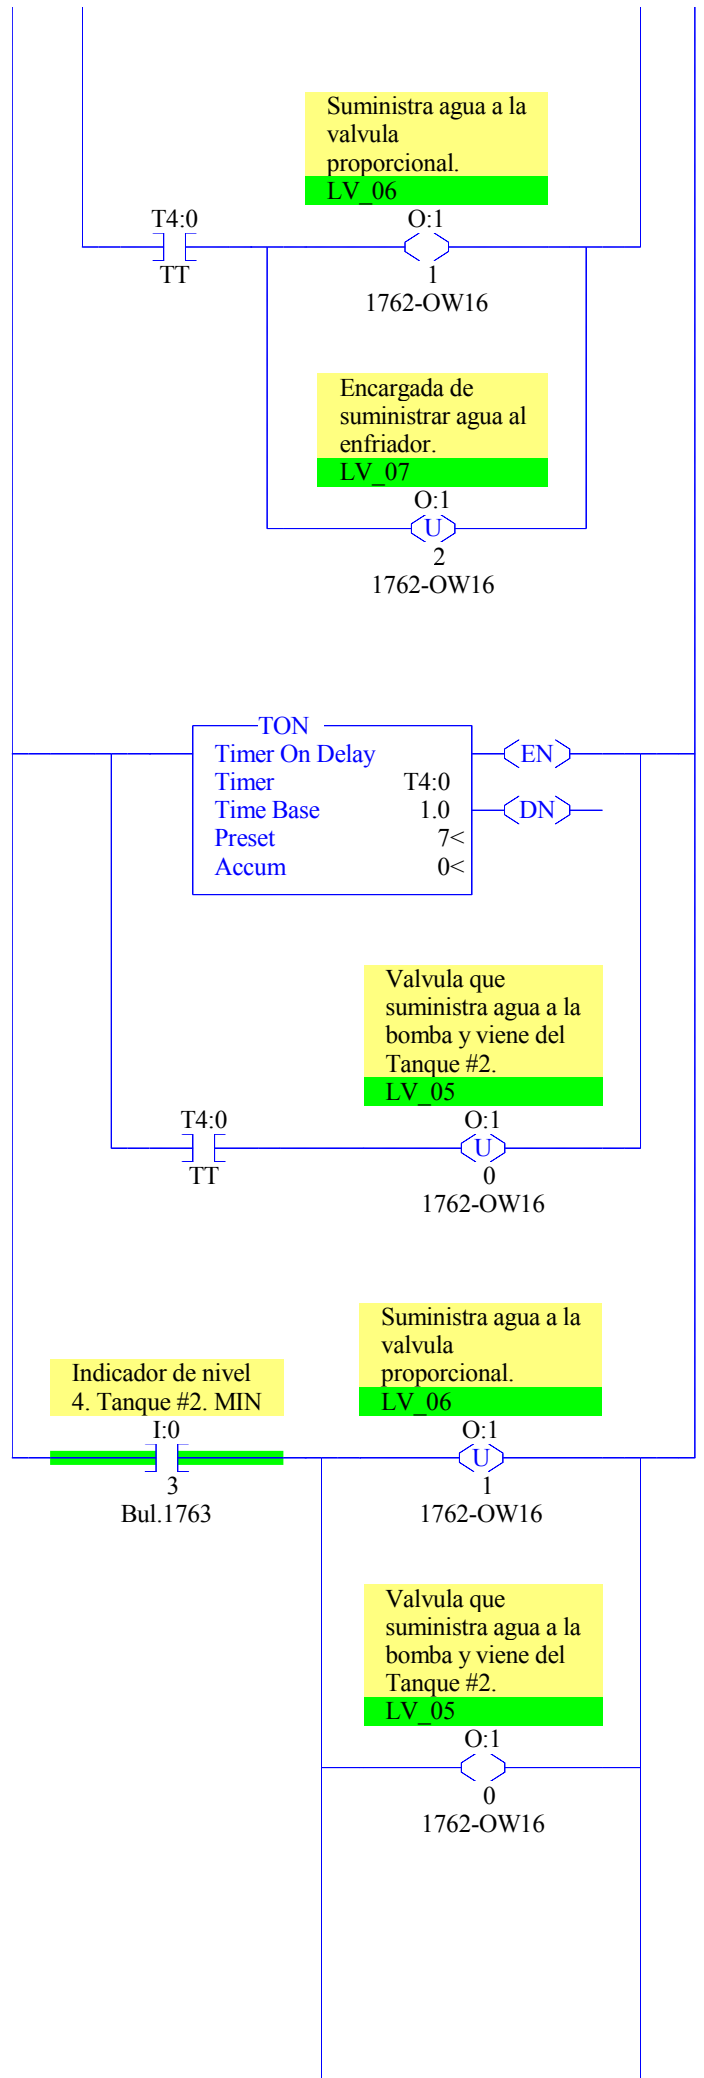 Suministra agua a la
valvula
proporcional.
LV_06
T4:0
O:1
TT
1
1762-OW16
Encargada de
suministrar agua al
enfriador.
LV_07
O:1
U
2
1762-OW16
TON
Timer On Delay
EN
Timer T4:0
Time Base 1.0
DN
Preset 7<
Accum 0<
Valvula que
suministra agua a la
bomba y viene del
Tanque #2.
LV_05
T4:0
O:1
U
TT
0
1762-OW16
Suministra agua a la
valvula
proporcional.
LV_06
Indicador de nivel
4. Tanque #2. MIN
I:0
O:1
U
3
1
Bul.1763
1762-OW16
Valvula que
suministra agua a la
bomba y viene del
Tanque #2.
LV_05
O:1
0
1762-OW16